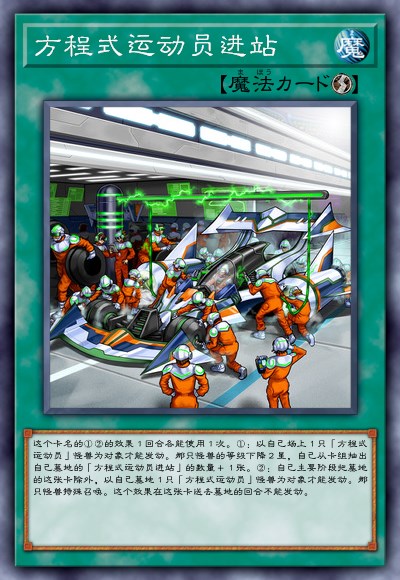 方程式运动员进站
魔
【魔法カード】
まほう
这个卡名的①②的效果1回合各能使用1次。①：以自己场上1只「方程式
运动员」怪兽为对象才能发动。那只怪兽的等级下降2星，自己从卡组抽出
自己墓地的「方程式运动员进站」的数量＋1张。②：自己主要阶段把墓地
的这张卡除外，以自己墓地1只「方程式运动员」怪兽为对象才能发动。那
只怪兽特殊召唤。这个效果在这张卡送去墓地的回合不能发动。